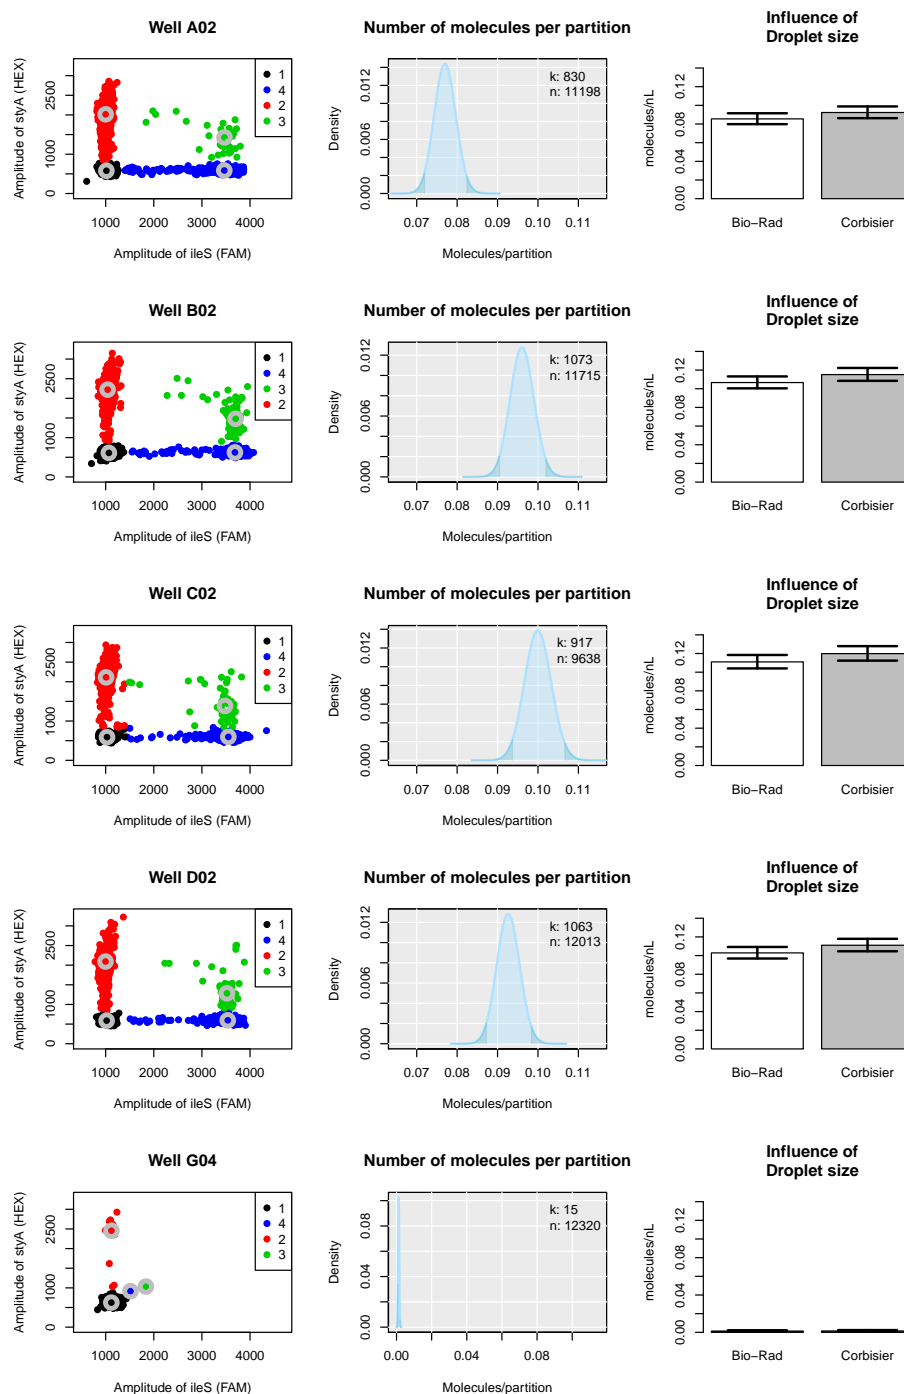 Well A02
Amplitude of styA (HEX)
0 1000 2500
1000 2000 3000 4000
Amplitude of ileS (FAM)
1
4
2
3
Number of molecules per partition
Density
0.000 0.006 0.012
k: 830
n: 11198
0.07 0.08 0.09 0.10 0.11
Molecules/partition
Influence of
Droplet size
molecules/nL
0.00 0.04 0.08 0.12
Bio−Rad Corbisier
Well B02
Amplitude of styA (HEX)
0 1000 2500
1000 2000 3000 4000
Amplitude of ileS (FAM)
1
4
3
2
Number of molecules per partition
Density
0.000 0.006 0.012
k: 1073
n: 11715
0.07 0.08 0.09 0.10 0.11
Molecules/partition
Influence of
Droplet size
molecules/nL
0.00 0.04 0.08 0.12
Bio−Rad Corbisier
Well C02
Amplitude of styA (HEX)
0 1000 2500
1000 2000 3000 4000
Amplitude of ileS (FAM)
1
4
2
3
Number of molecules per partition
Density
0.000 0.006 0.012
k: 917
n: 9638
0.07 0.08 0.09 0.10 0.11
Molecules/partition
Influence of
Droplet size
molecules/nL
0.00 0.04 0.08 0.12
Bio−Rad Corbisier
Well D02
Amplitude of styA (HEX)
0 1000 2500
1000 2000 3000 4000
Amplitude of ileS (FAM)
1
4
2
3
Number of molecules per partition
Density
0.000 0.006 0.012
k: 1063
n: 12013
0.07 0.08 0.09 0.10 0.11
Molecules/partition
Influence of
Droplet size
molecules/nL
0.00 0.04 0.08 0.12
Bio−Rad Corbisier
Well G04
Amplitude of styA (HEX)
0 1000 2500
1000 2000 3000 4000
Amplitude of ileS (FAM)
1
4
2
3
Number of molecules per partition
Density
0.00 0.04 0.08
k: 15
n: 12320
0.00 0.04 0.08
Molecules/partition
Influence of
Droplet size
molecules/nL
0.00 0.04 0.08 0.12
Bio−Rad Corbisier